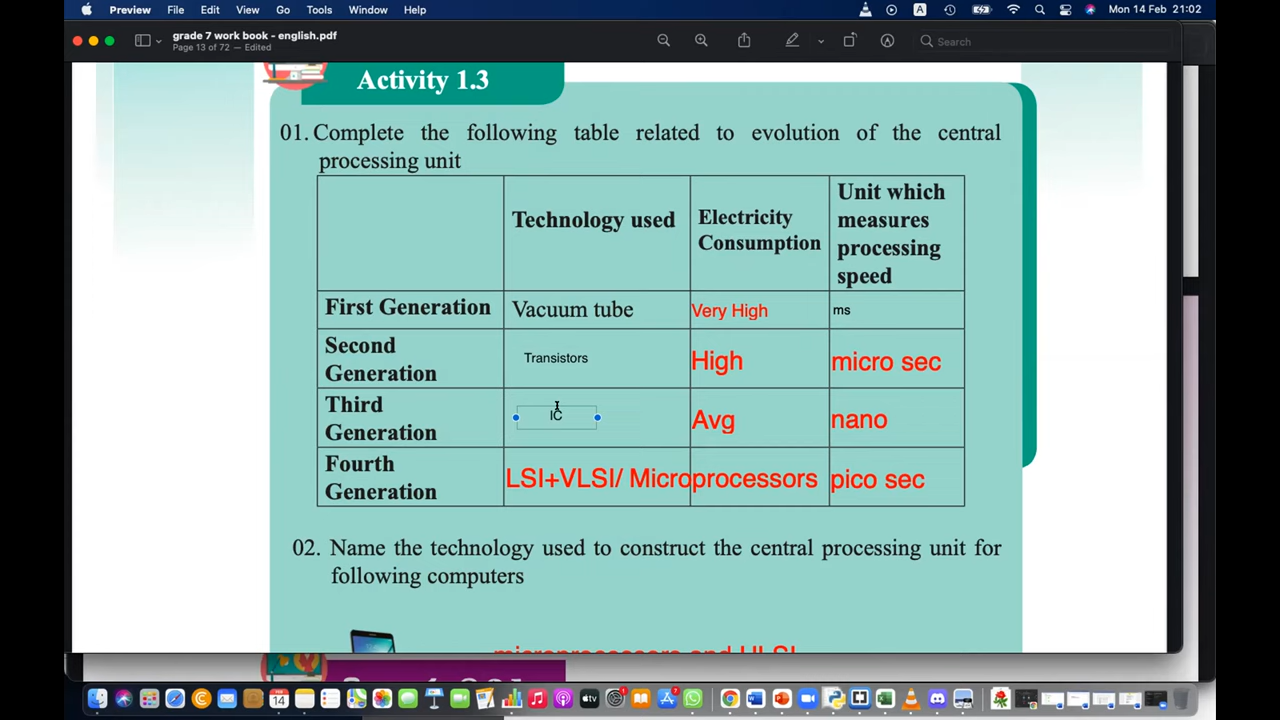 Preview File Edit View Go Tools Window Help A Mon 14 Feb 21:02
grade 7 work book - english.pdf
Page 13 of 72 — Edited
Search
Activity 1.3
01. Complete the following table related to evolution of the central
processing unit
Technology used
Electricity
Consumption
Unit which
measures
processing
speed
First Generation Vacuum tube Very High ms
Second
Generation
Transistors High micro sec
Third
Generation
IC Avg nano
Fourth
Generation
LSI+VLSI/ Microprocessors pico sec
02. Name the technology used to construct the central processing unit for
following computers
microprocessors and ULSI